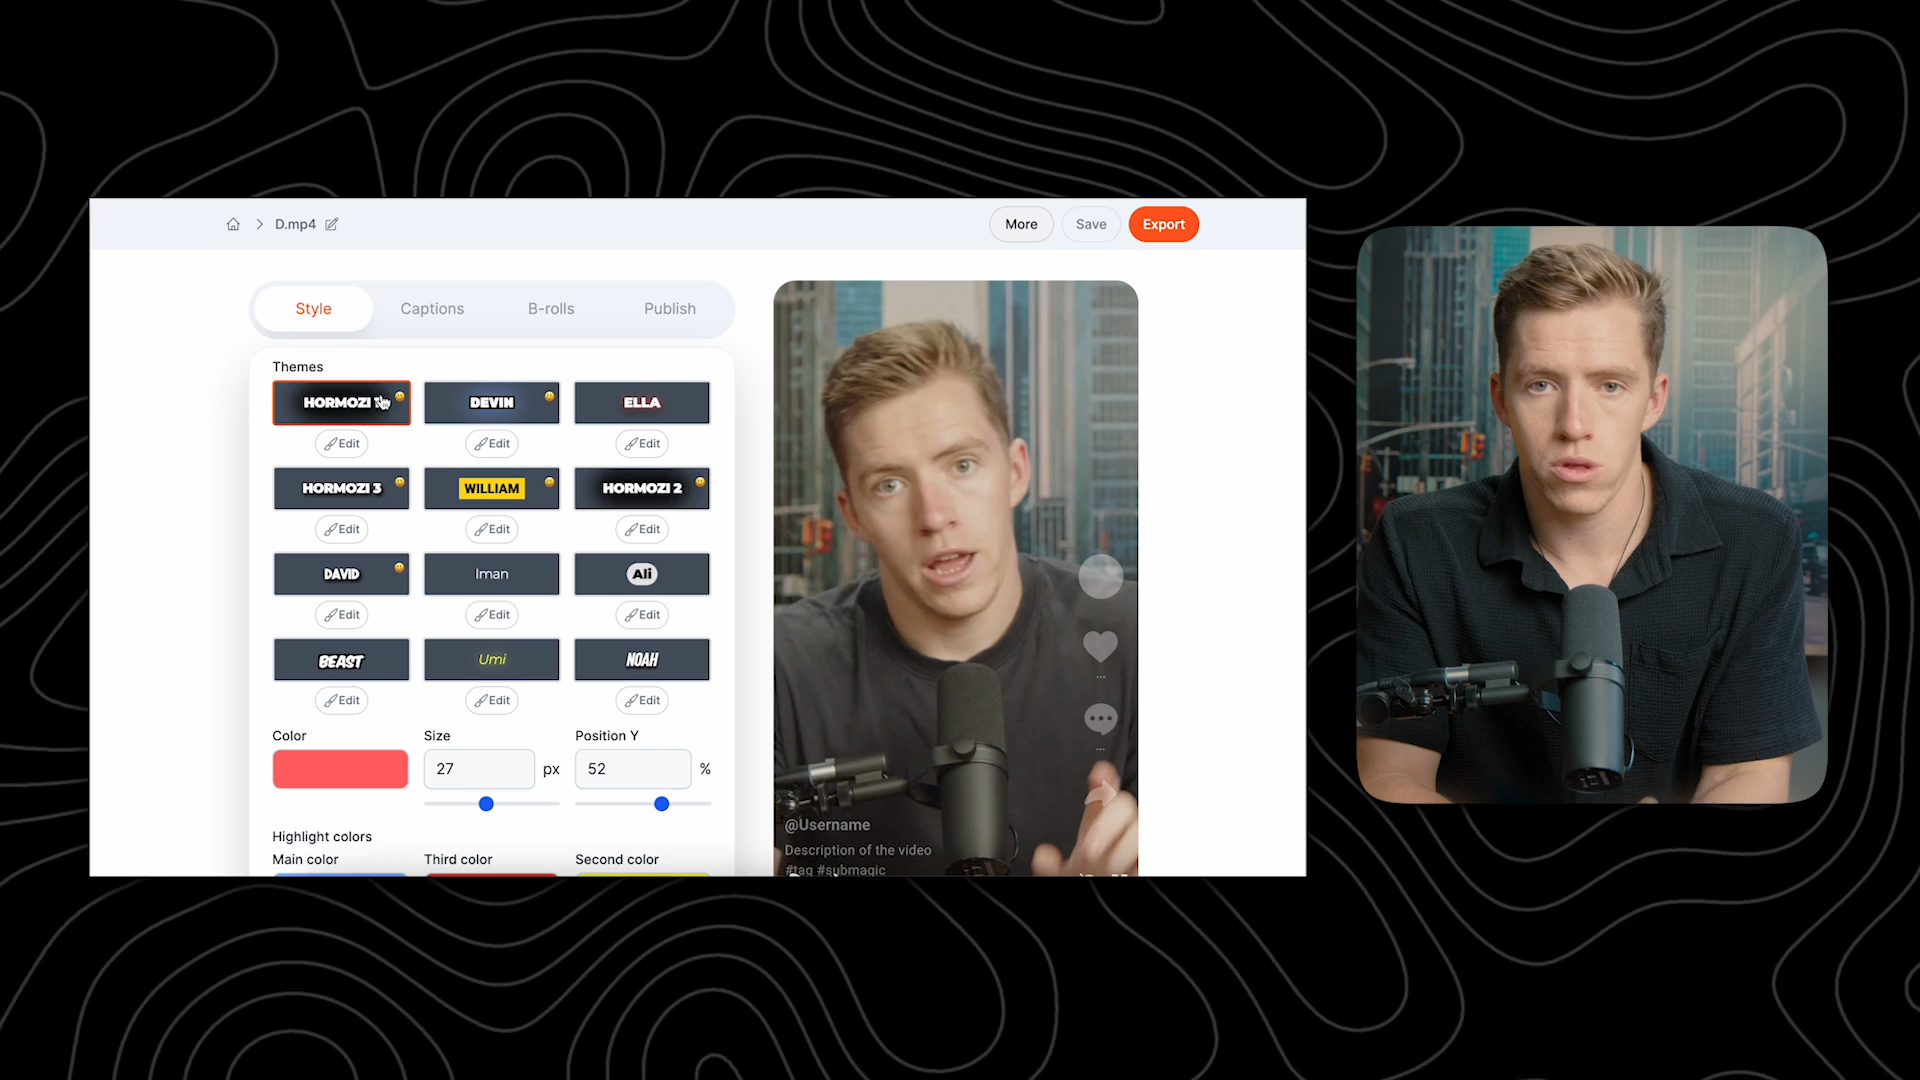 D.mp4
More
Save
Export
Style
Captions
B-rolls
Publish
Themes
HORMOZI
DEVIN
ELLA
Edit
Edit
Edit
HORMOZI 3
WILLIAM
HORMOZI 2
Edit
Edit
Edit
DAVID
Iman
Ali
Edit
Edit
Edit
BEAST
Umi
NOAH
Edit
Edit
Edit
Color
Size
Position Y
27
px
52
%
Highlight colors
Main color
Third color
Second color
@Username
Description of the video
#tag #submagic